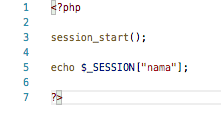 1 <?php
2
3 session_start();
4
5 echo $_SESSION["nama"];
6
7 ?>